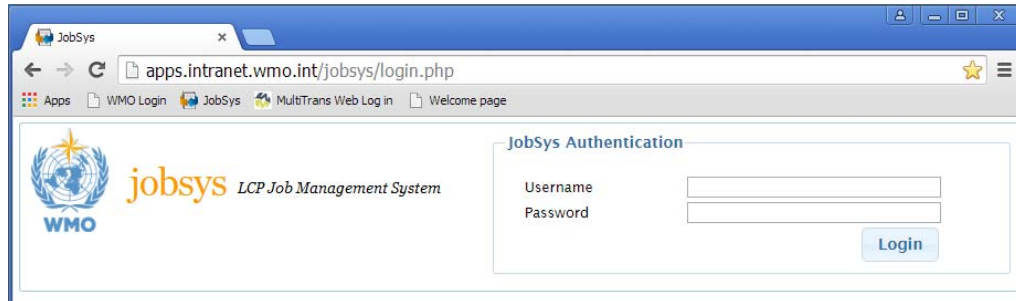 JobSys
apps.intranet.wmo.int/jobsys/login.php
Apps WMO Login JobSys MultiTrans Web Log in Welcome page
JobSys Authentication
jobsys LCP Job Management System
WMO
Username
Password
Login